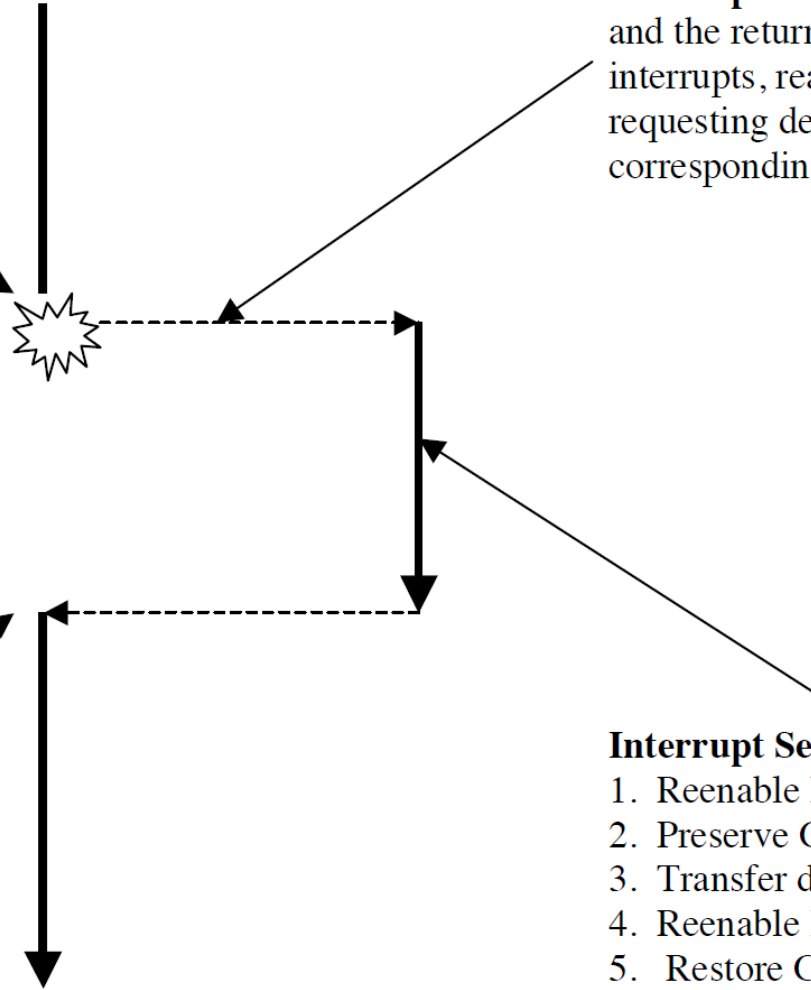 and the return
interrupts, rea
requesting de
correspondin
Interrupt Se
1. Reenable
2. Preserve C
3. Transfer d
4. Reenable
5. Restore C